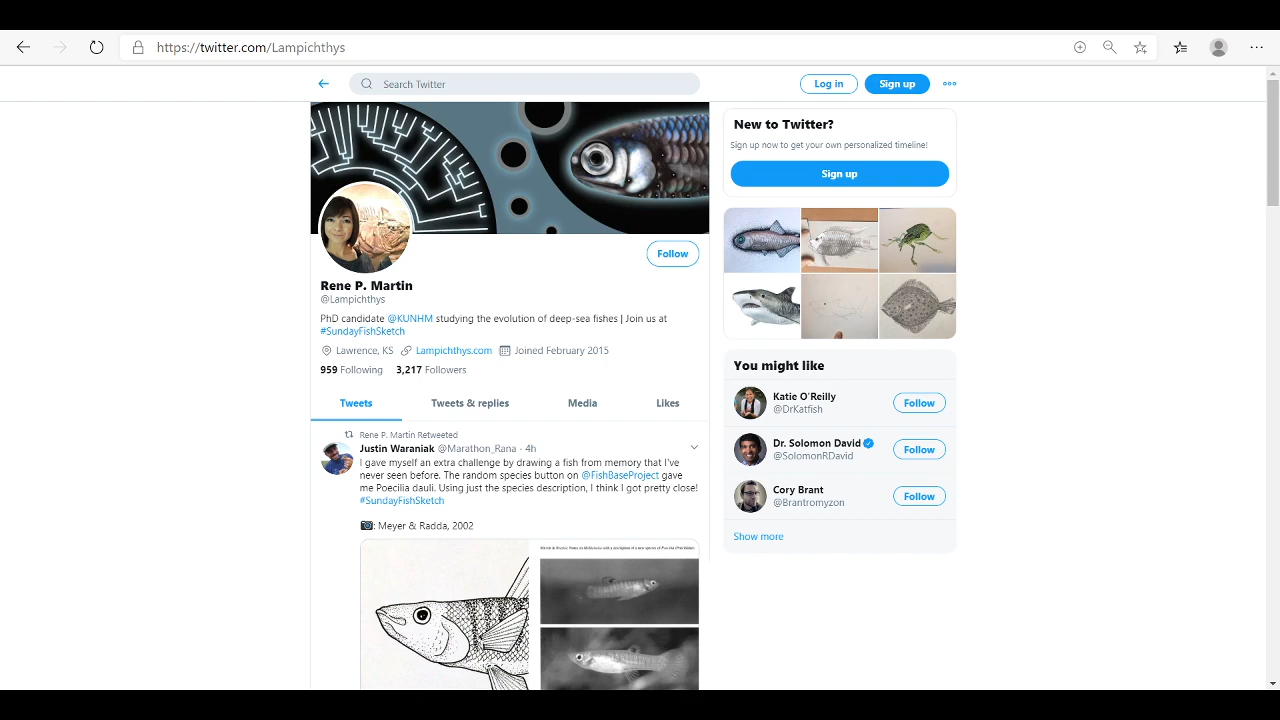 https://twitter.com/Lampichthys
Search Twitter
Log in
Sign up
New to Twitter?
Sign up now to get your own personalized timeline!
Sign up
Follow
Rene P. Martin
@Lampichthys
PhD candidate @KUNHM studying the evolution of deep-sea fishes | Join us at
#SundayFishSketch
Lawrence, KS Lampichthys.com Joined February 2015
959 Following 3,217 Followers
Tweets Tweets & replies Media Likes
Rene P. Martin Retweeted
Justin Waraniak @Marathon_Rana · 4h
I gave myself an extra challenge by drawing a fish from memory that I've
never seen before. The random species button on @FishBaseProject gave
me Poecilia dauli. Using just the species description, I think I got pretty close!
#SundayFishSketch
📷: Meyer & Radda, 2002
You might like
Katie O'Reilly
@DrKatfish
Follow
Dr. Solomon David
@SolomonRDavid
Follow
Cory Brant
@Brantromyzon
Follow
Show more